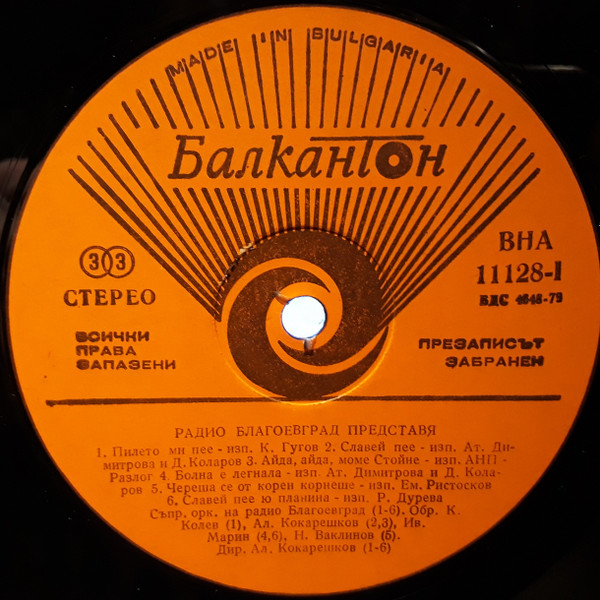 MADE IN BULGARIA
Балкантон
33
СТЕРЕО
ВНА
11128-I
БДС 4648-79
ВСИЧКИ
ПРАВА
ЗАПАЗЕНИ
ПРЕЗАПИСЪТ
ЗАБРАНЕН
РАДИО БЛАГОЕВГРАД ПРЕДСТАВЯ
1. Пилето ми пее - изп. К. Гугов 2. Славей пее - изп. Ат. Ди-
митрова и Д. Коларов 3. Айда, айда, моме Стойне - изп. АНП -
Разлог 4. Болна е легнала - изп. Ат. Димитрова и Д. Кола-
ров 5. Череша се от корен корнеше - изп. Ем. Ристосков
6. Славей пее ю планина - изп. Р. Дурева
Съпр. орк. на радио Благоевград (1-6). Обр. К.
Колев (1), Ал. Кокарешков (2,3), Ив.
Марин (4,6), Н. Ваклинов (5).
Дир. Ал. Кокарешков (1-6)